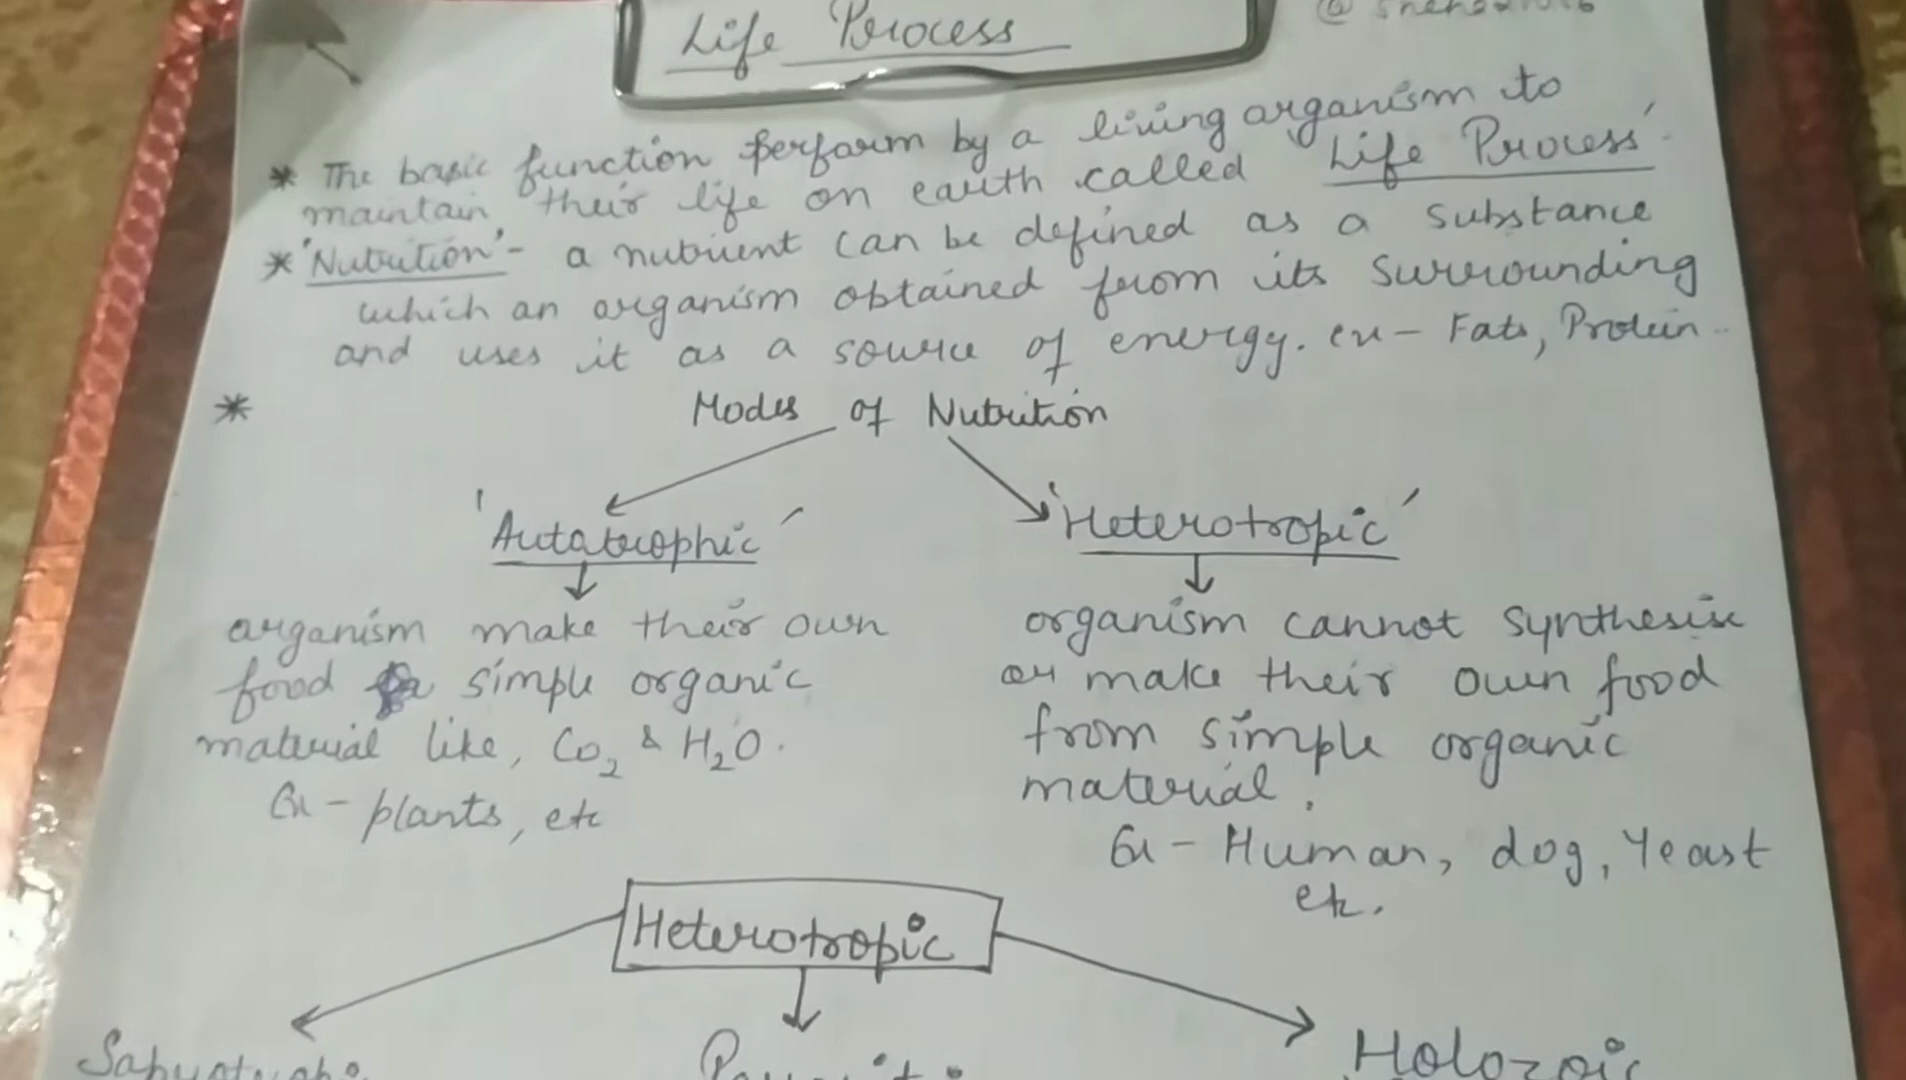 Life Process
* The basic function perform by a living organism to
maintain their life on earth called 'Life Process'
* 'Nutrition' - a nutrient can be defined as a substance
which an organism obtained from its surrounding
and uses it as a source of energy. ex - Fats, Protein
* Modes of Nutrition
'Autotrophic' 'Heterotropic'
organism make their own
food simple organic
material like, CO2 & H2O.
Ex - plants, etc
organism cannot synthesise
or make their own food
from simple organic
material.
Ex - Human, dog, Yeast
etc.
Heterotropic
Holozoic